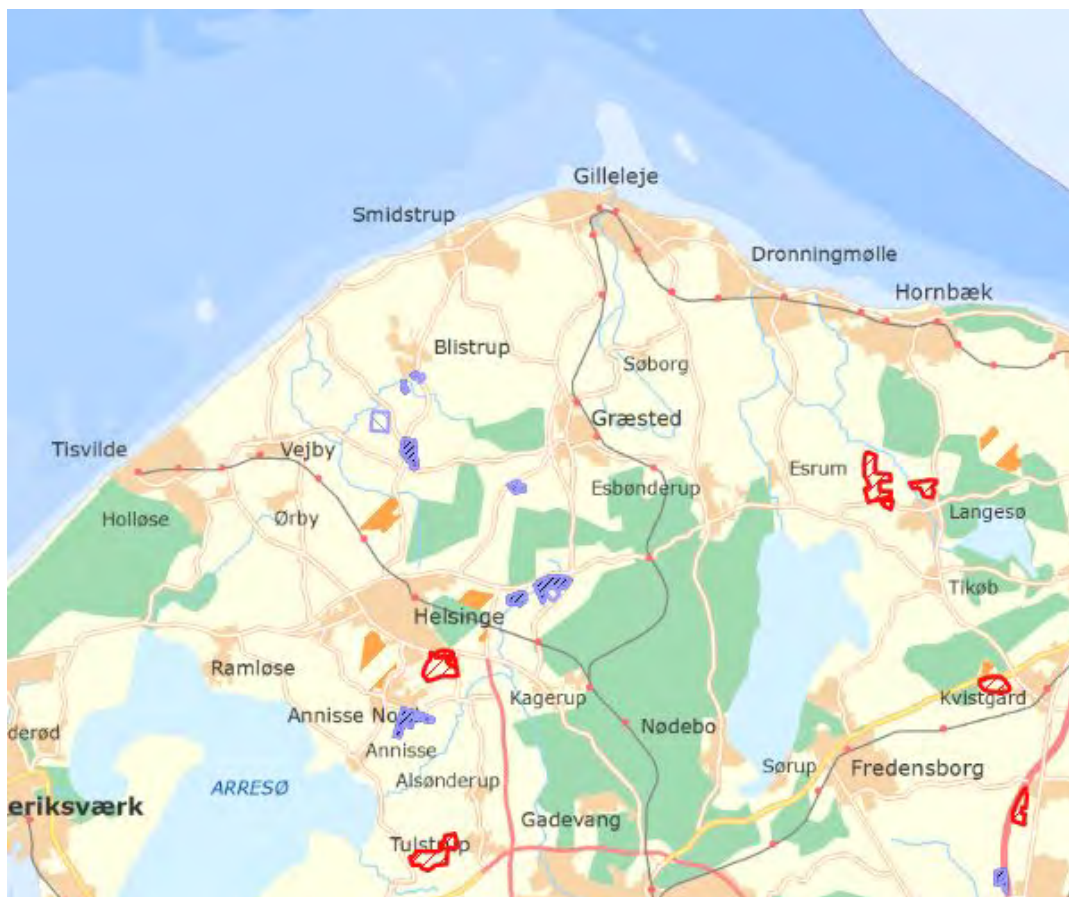 Gilleleje
Smidstrup
Dronningmølle
Hornbæk
Blistrup
Søborg
Græsted
Tisvilde
Vejby
Esrum
Esbønderup
Holløse
Ørby
Langesø
Tikøb
Helsinge
Ramløse
Kagerup
Kvistgård
Annisse
Nødebo
derød
Annisse
Sørup
Fredensborg
ARRESØ
Alsønderup
eriksværk
Gadevang
Tulstrup